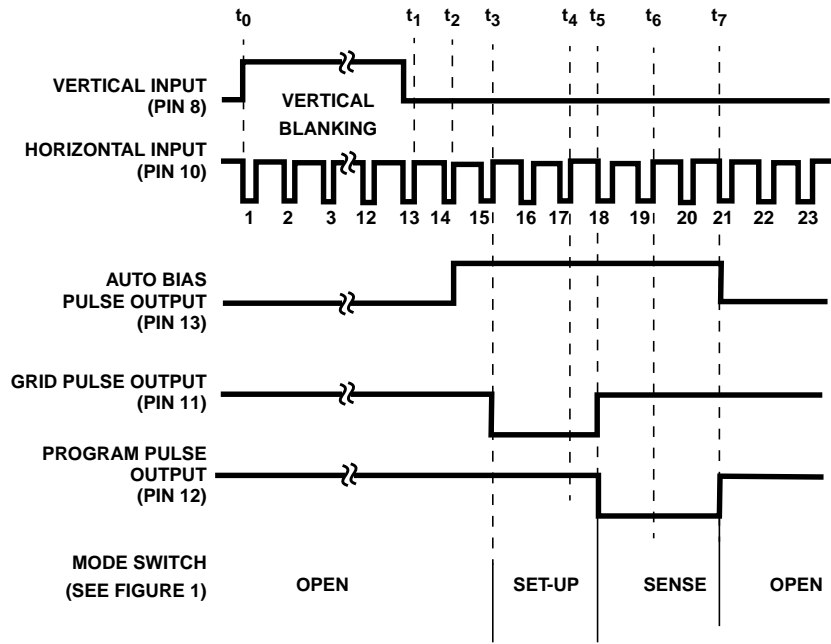 t0 t1 t2 t3 t4 t5 t6 t7
VERTICAL INPUT
(PIN 8)
VERTICAL
BLANKING
HORIZONTAL INPUT
(PIN 10)
1 2 3 12 13 14 15 16 17 18 19 20 21 22 23
AUTO BIAS
PULSE OUTPUT
(PIN 13)
GRID PULSE OUTPUT
(PIN 11)
PROGRAM PULSE
OUTPUT
(PIN 12)
MODE SWITCH
(SEE FIGURE 1)
OPEN SET-UP SENSE OPEN